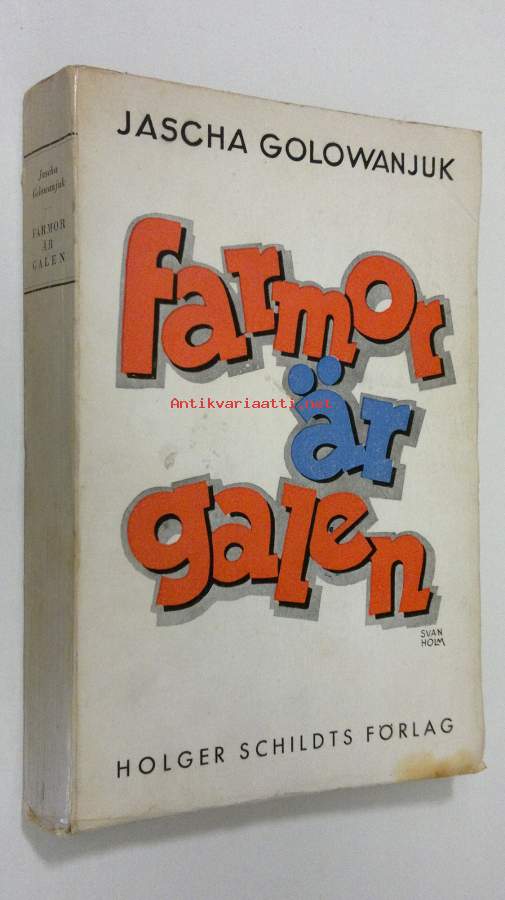 Jascha
Golowanjuk
FARMOR
ÄR
GALEN
JASCHA GOLOWANJUK
farmor
är
galen
Antikvariaatti.net
SVAN
HOLM
HOLGER SCHILDTS FÖRLAG